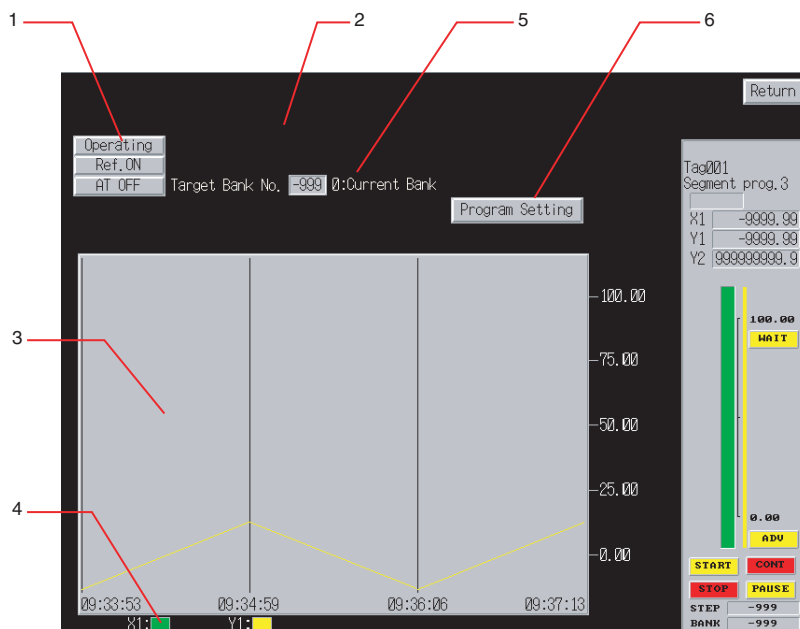 1
2
5
6
Return
Operating
Ref.ON
AT OFF
Target Bank No. -999 0:Current Bank
Program Setting
Tag001
Segment prog.3
X1 -9999.99
Y1 -9999.99
Y2 999999999.9
3
100.00
75.00
50.00
25.00
0.00
100.00
WAIT
0.00
ADV
4
09:33:53 09:34:59 09:36:06 09:37:13
X1: Y1:
START CONT
STOP PAUSE
STEP -999
BANK -999